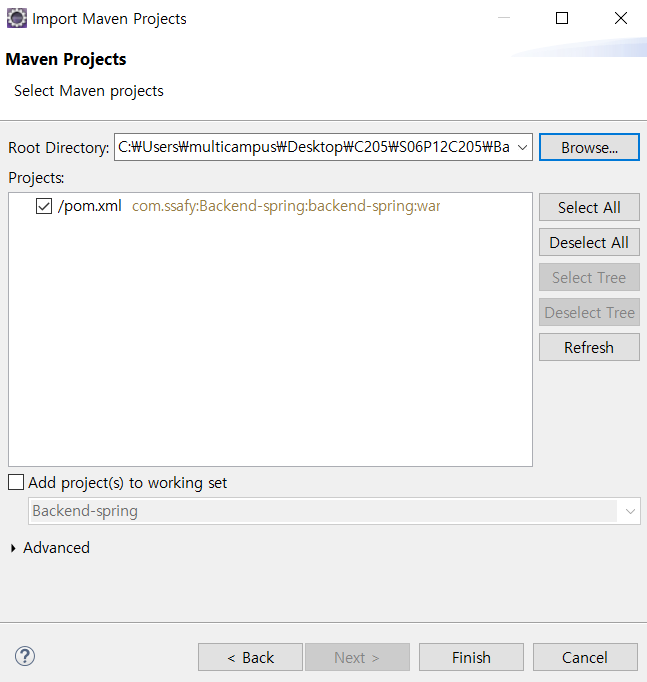 Import Maven Projects
Maven Projects
Select Maven projects
Root Directory: C:₩Users₩multicampus₩Desktop₩C205₩S06P12C205₩Ba Browse...
Projects:
/pom.xml com.ssafy:Backend-spring:backend-spring:war
Select All
Deselect All
Select Tree
Deselect Tree
Refresh
Add project(s) to working set
Backend-spring
Advanced
? < Back Next > Finish Cancel